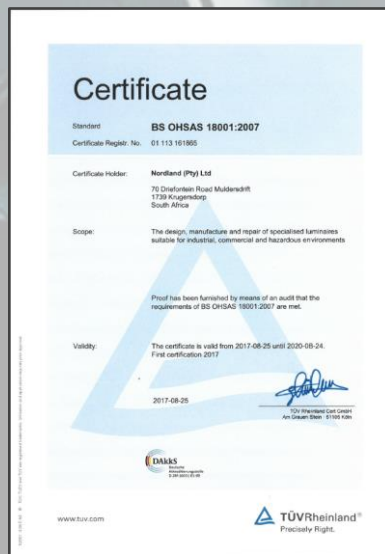 Certificate
Standard BS OHSAS 18001:2007
Certificate Registr. No. 01 113 161865
Certificate Holder: Nordland (Pty) Ltd
70 Driefontein Road Muldersdrift
1739 Krugersdorp
South Africa
Scope: The design, manufacture and repair of specialised luminaires
suitable for industrial, commercial and hazardous environments
Proof has been furnished by means of an audit that the
requirements of BS OHSAS 18001:2007 are met.
Validity: The certificate is valid from 2017-08-25 until 2020-08-24.
First certification 2017
2017-08-25
TÜV Rheinland Cert GmbH
Am Grauen Stein · 51105 Köln
DAkkS
Deutsche
Akkreditierungsstelle
www.tuv.com
TÜVRheinland®
Precisely Right.